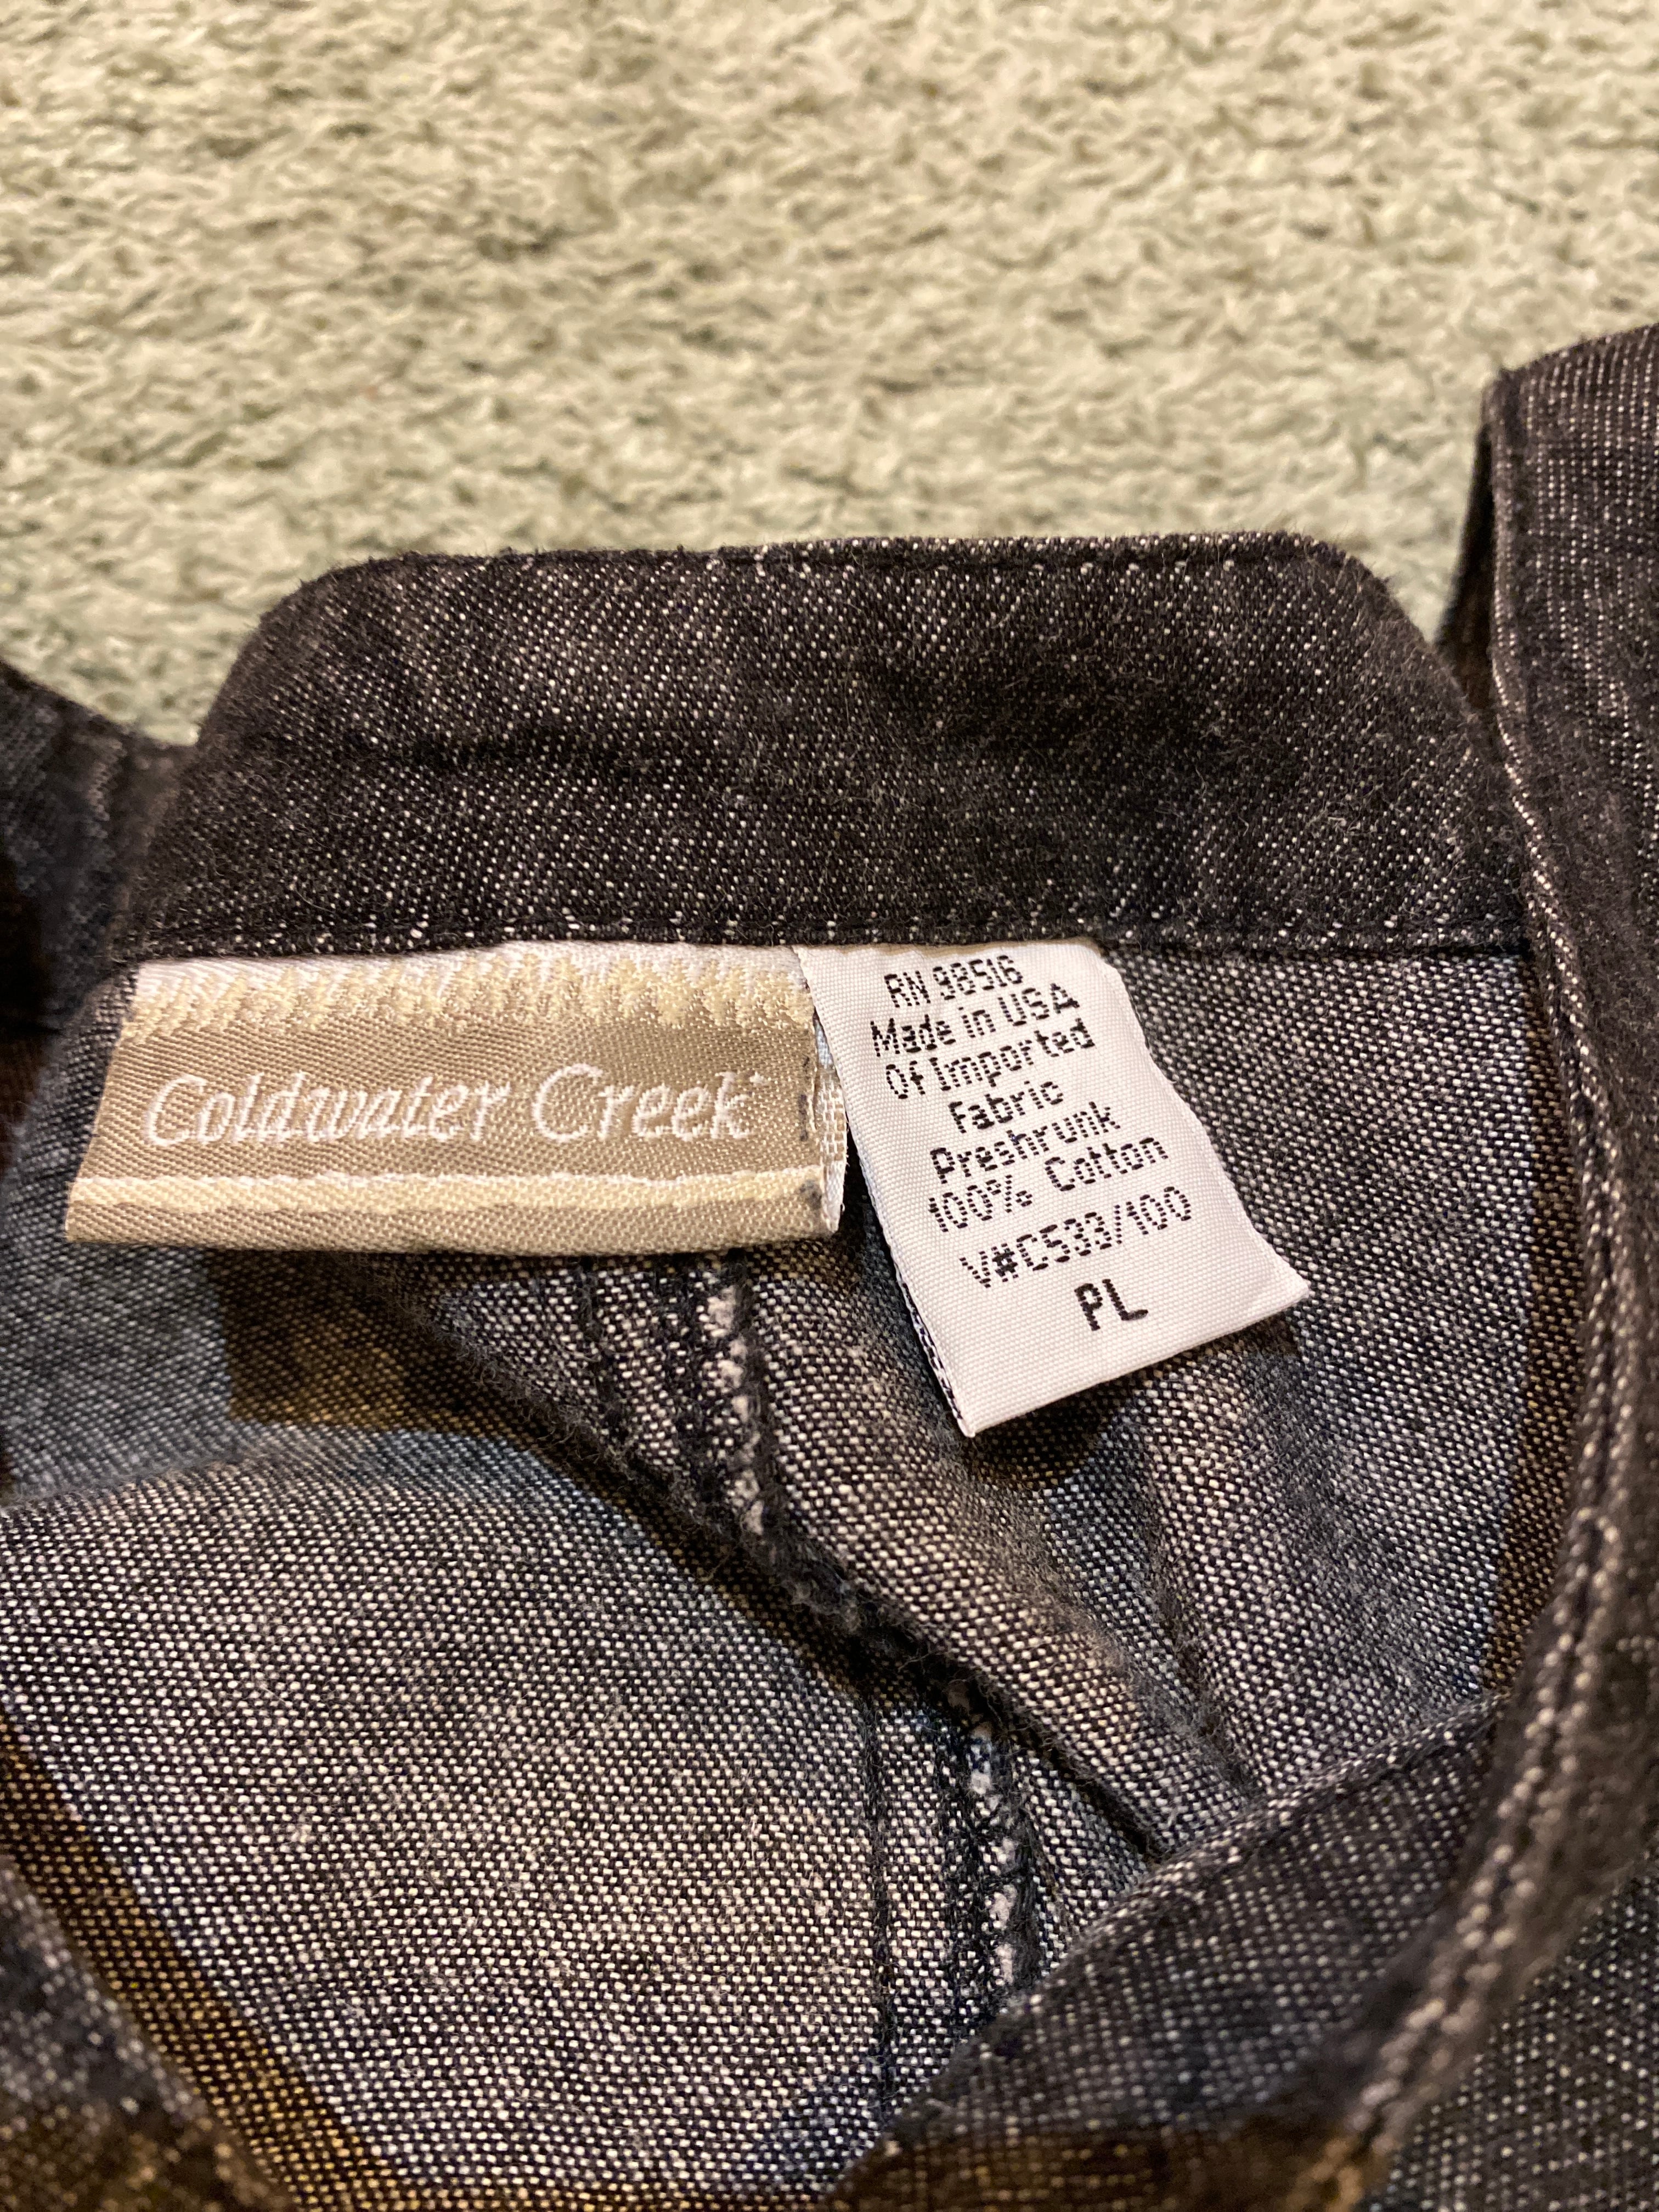 Coldwater Creek
RN 98516
Made in USA
Of Imported
Fabric
Preshrunk
100% Cotton
V#C533/100
PL